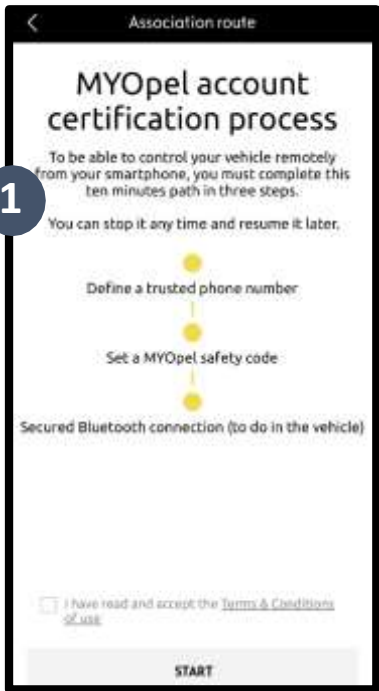 Association route
MYOpel account
certification process
To be able to control your vehicle remotely
from your smartphone, you must complete this
ten minutes path in three steps.
1
You can stop it any time and resume it later.
Define a trusted phone number
Set a MYOpel safety code
Secured Bluetooth connection (to do in the vehicle)
I have read and accept the Terms & Conditions
of use
START